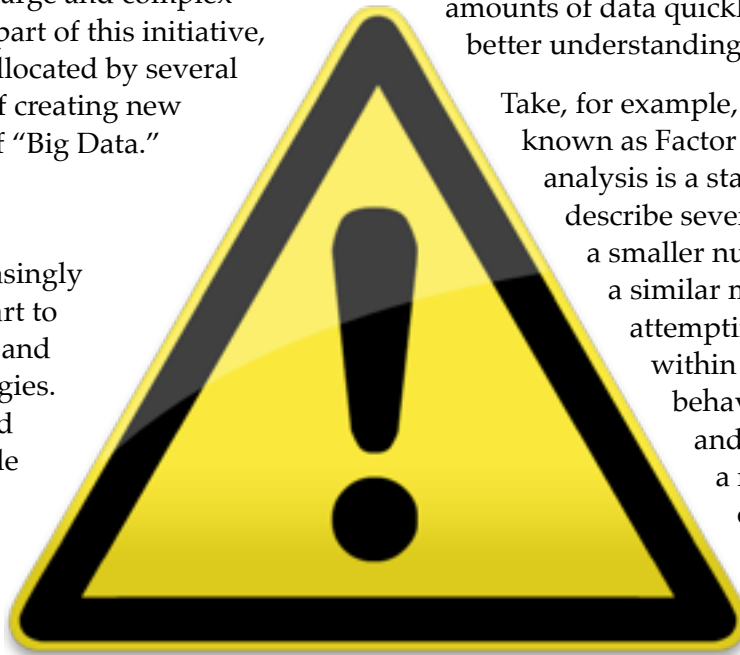 arge and complex
part of this initiative,
llocated by several
f creating new
f “Big Data.”
singly
art to
and
gies.
d
le
amounts of data quickl
better understanding
Take, for example,
known as Factor
analysis is a sta
describe sever
a smaller nu
a similar m
attempti
within
behav
and
a